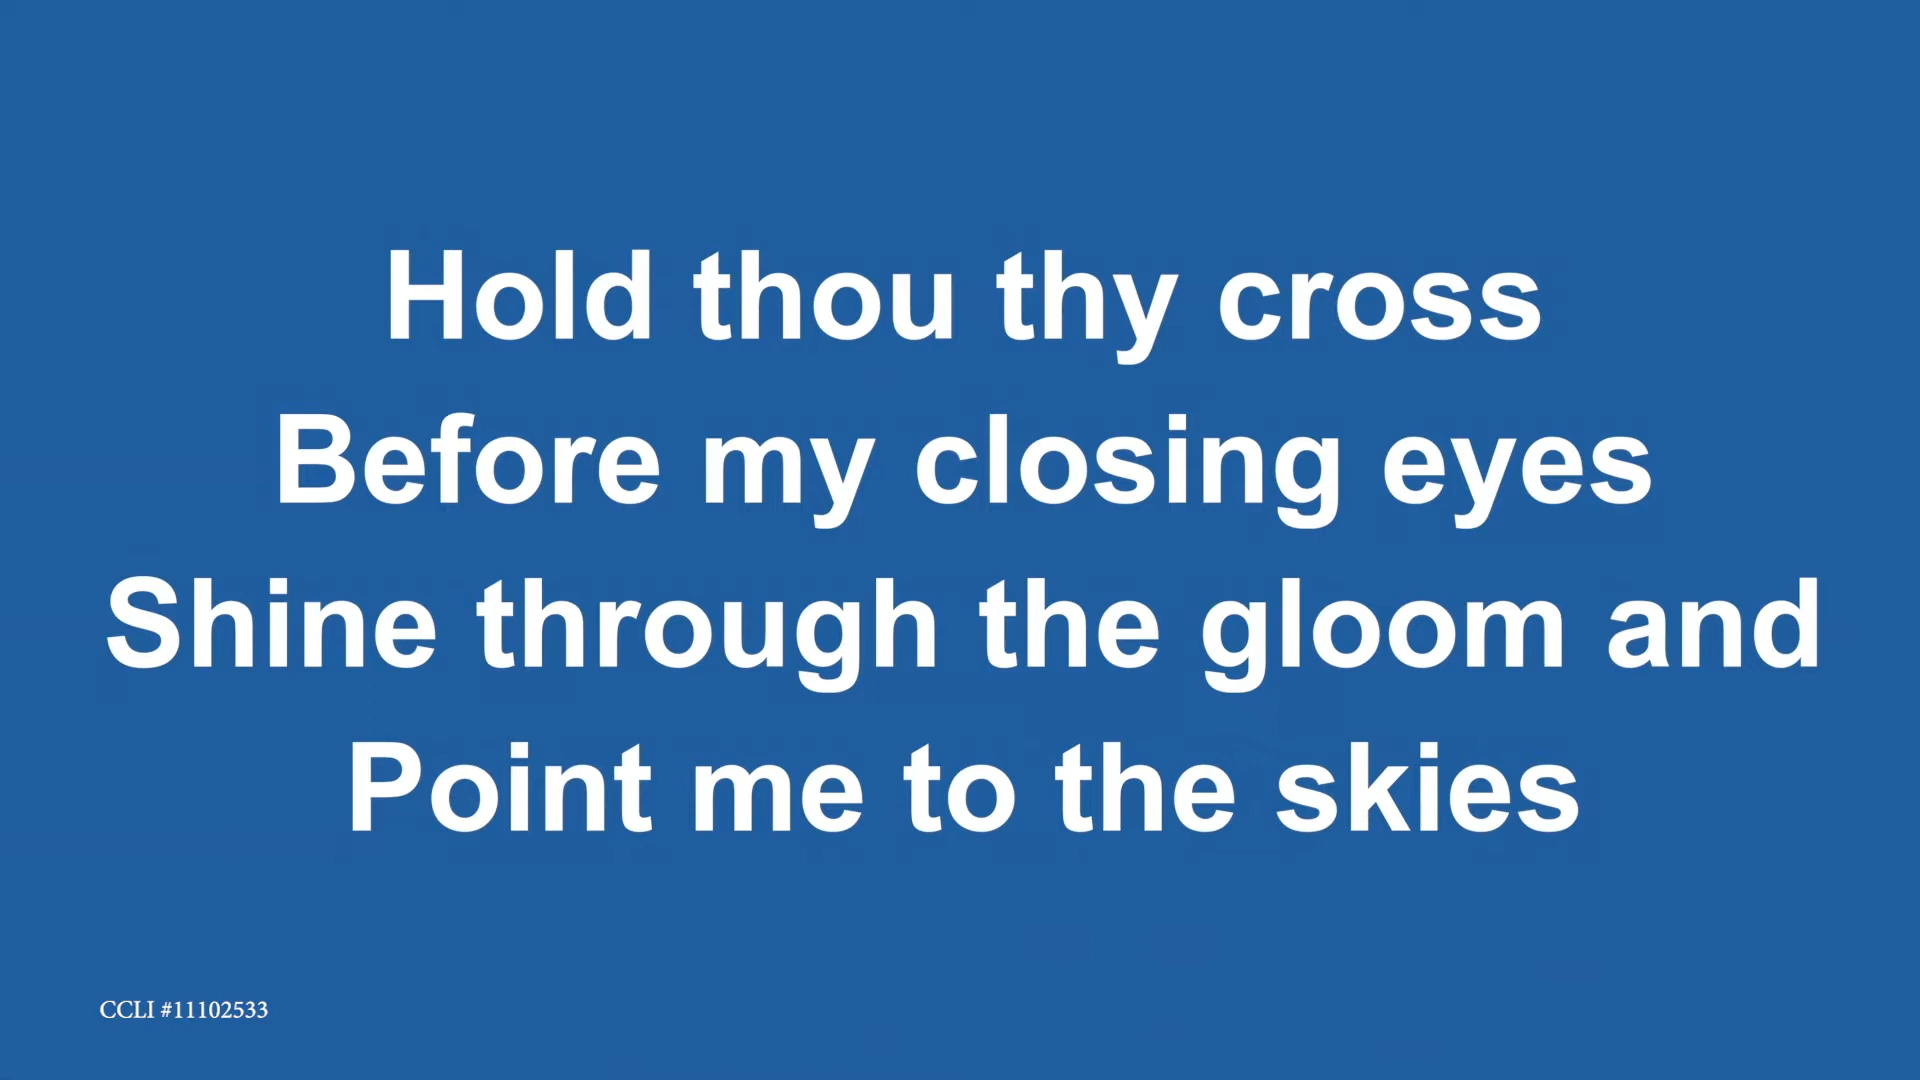 Hold thou thy cross
Before my closing eyes
Shine through the gloom and
Point me to the skies
CCLI #11102533